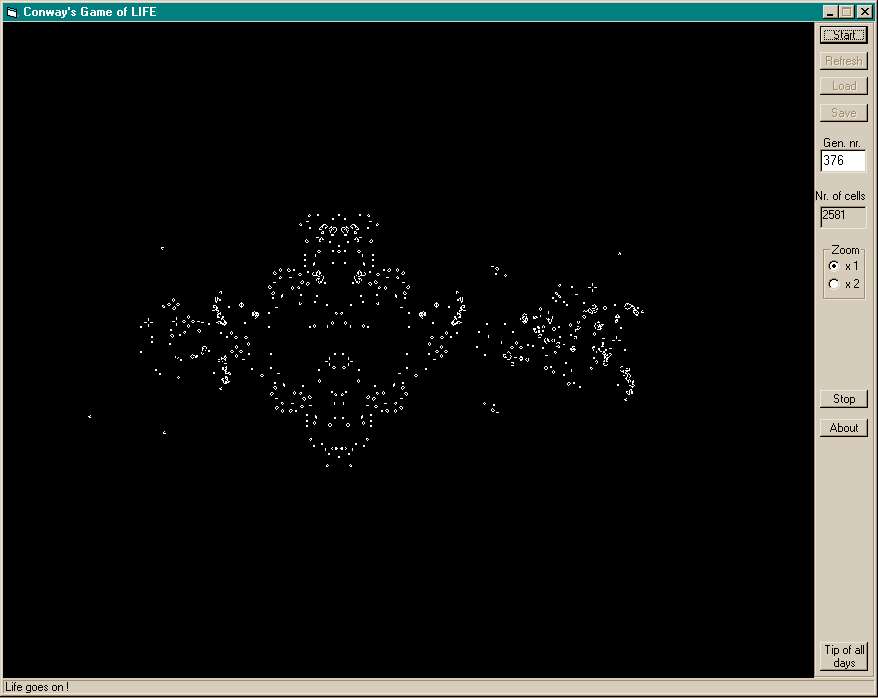 Conway's Game of LIFE
Start
Refresh
Load
Save
Gen. nr.
376
Nr. of cells
2581
Zoom
x 1
x 2
Stop
About
Tip of all
days
Life goes on !